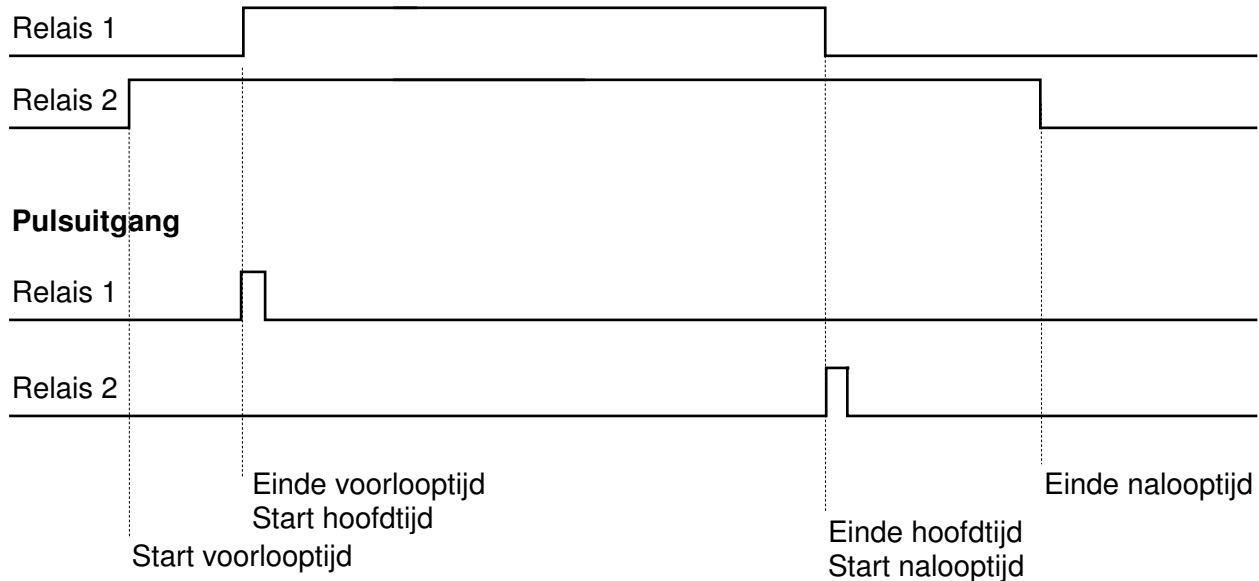 Relais 1
Relais 2
Pulsuitgang
Relais 1
Relais 2
Einde voorlooptijd
Start hoofdtijd
Einde nalooptijd
Einde hoofdtijd
Start nalooptijd
Start voorlooptijd